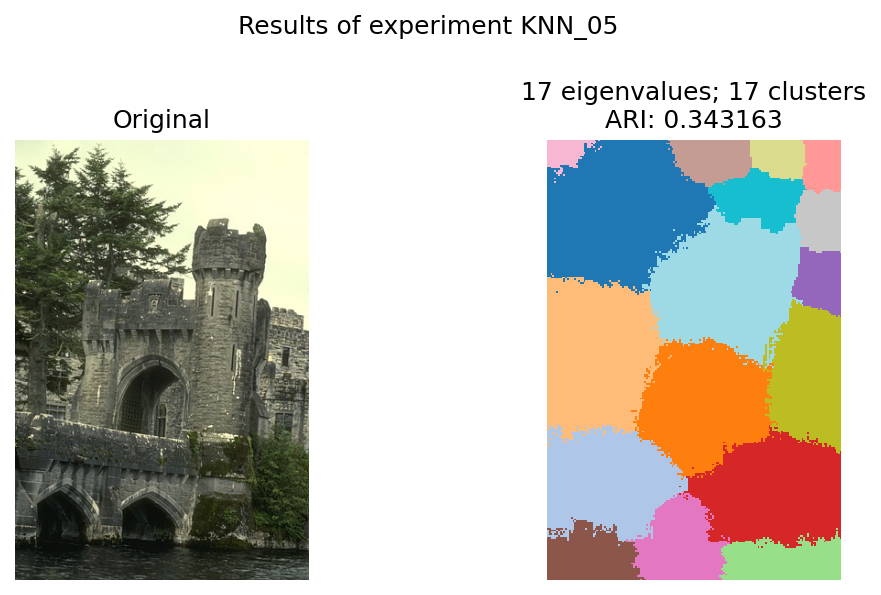 Results of experiment KNN_05
Original
17 eigenvalues; 17 clusters
ARI: 0.343163